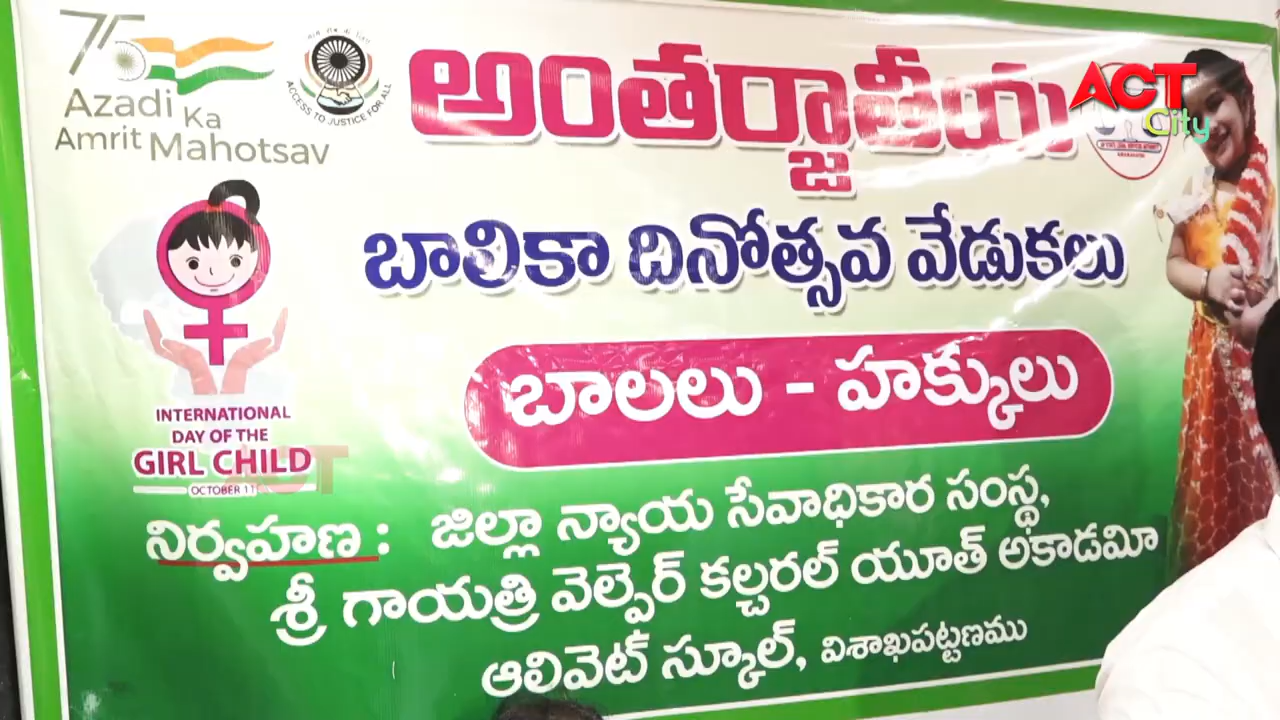 75
Azadi Ka
Amrit Mahotsav
ACCESS TO JUSTICE FOR ALL
అంతర్జాతీయ
ACT
City
బాలికా దినోత్సవ వేడుకలు
బాలలు - హక్కులు
INTERNATIONAL
DAY OF THE
GIRL CHILD
OCTOBER 11
ACT
నిర్వహణ : జిల్లా న్యాయ సేవాధికార సంస్థ,
శ్రీ గాయత్రి వెల్ఫేర్ కల్చరల్ యూత్ అకాడమీ
ఆలివెట్ స్కూల్, విశాఖపట్టణము